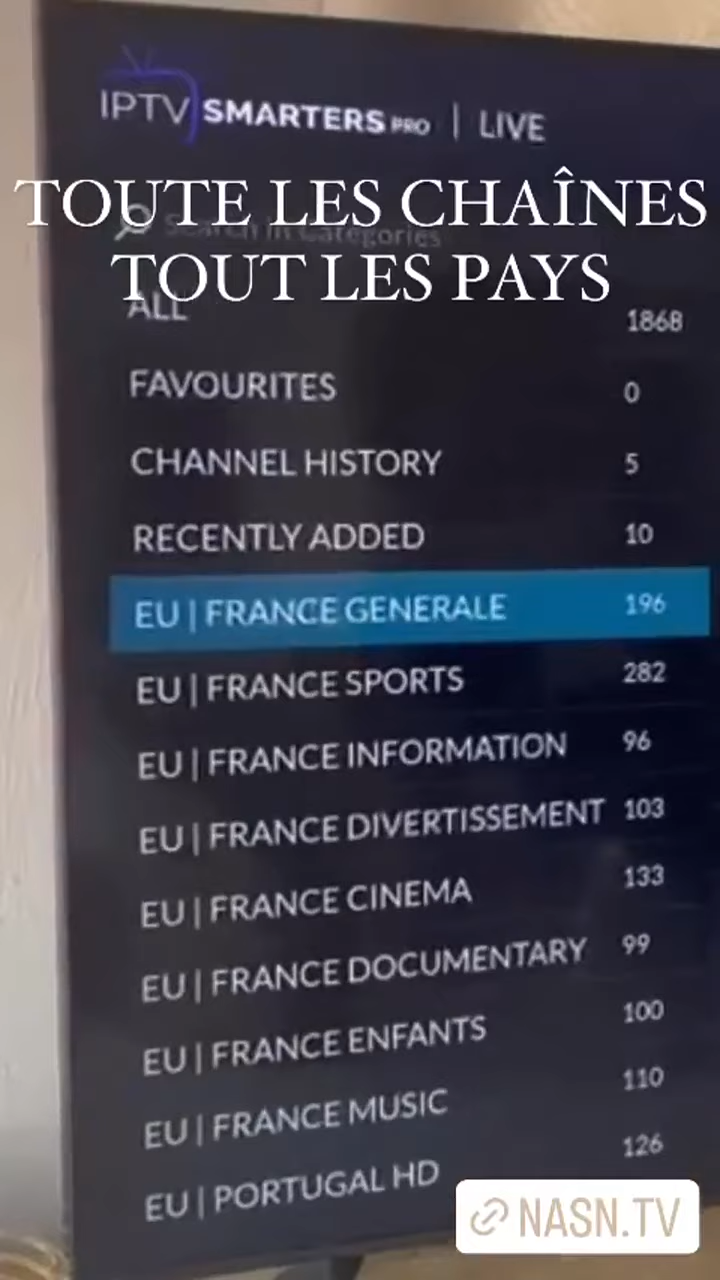 IPTV SMARTERS PRO | LIVE
TOUTE LES CHAÎNES
Search in Categories
TOUT LES PAYS
ALL 1868
FAVOURITES 0
CHANNEL HISTORY 5
RECENTLY ADDED 10
EU | FRANCE GENERALE 196
EU | FRANCE SPORTS 282
EU | FRANCE INFORMATION 96
EU | FRANCE DIVERTISSEMENT 103
EU | FRANCE CINEMA 133
EU | FRANCE DOCUMENTARY 99
EU | FRANCE ENFANTS 100
EU | FRANCE MUSIC 110
EU | PORTUGAL HD 126
NASN.TV